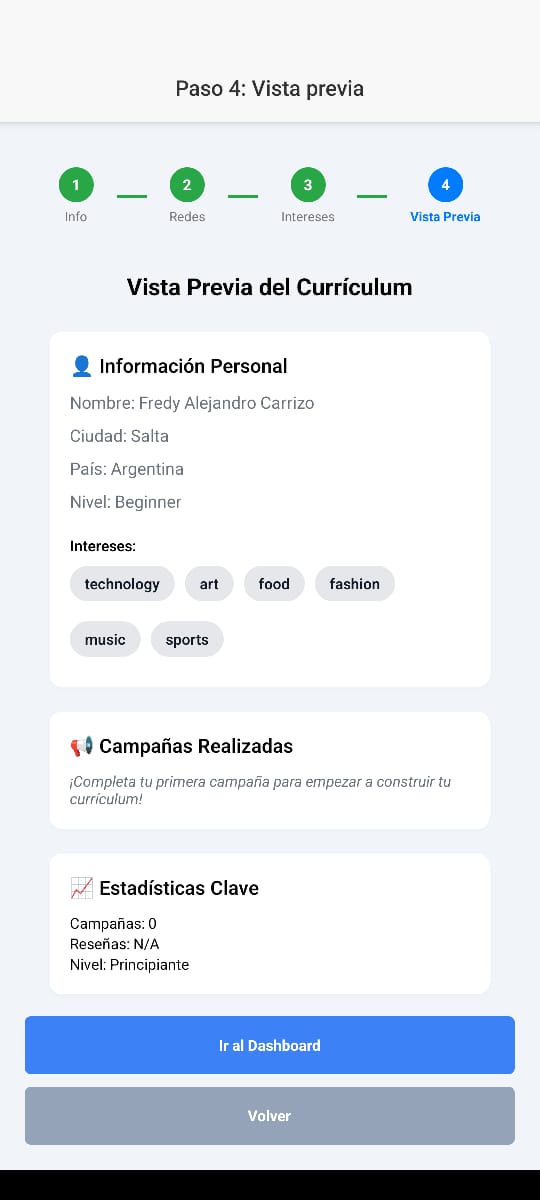 Paso 4: Vista previa
1
2
3
4
Info
Redes
Intereses
Vista Previa
Vista Previa del Currículum
Información Personal
Nombre: Fredy Alejandro Carrizo
Ciudad: Salta
País: Argentina
Nivel: Beginner
Intereses:
technology
art
food
fashion
music
sports
Campañas Realizadas
¡Completa tu primera campaña para empezar a construir tu
currículum!
Estadísticas Clave
Campañas: 0
Reseñas: N/A
Nivel: Principiante
Ir al Dashboard
Volver